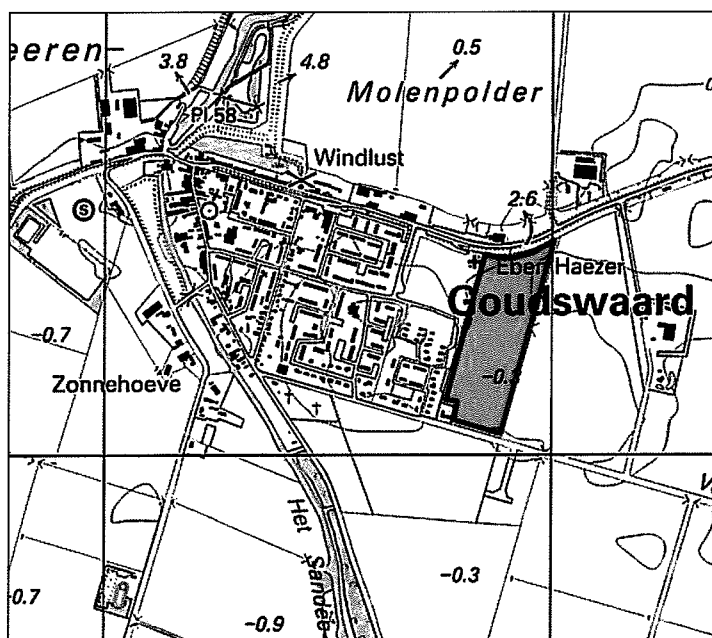 eeren
3.8
4.8
0.5
Molenpolder
Pl 58
Windlust
S
2.6
Eben Haezer
Goudswaard
-0.7
Zonnehoeve
Het
-0.7
-0.3
-0.9